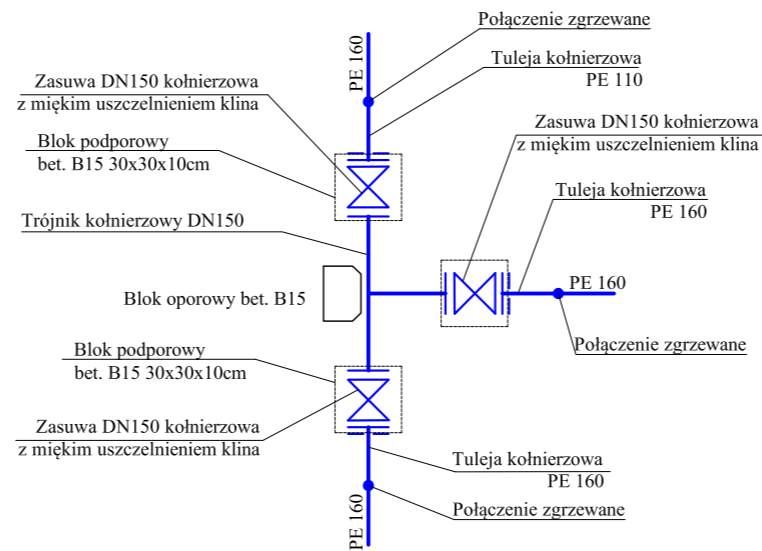 Połączenie zgrzewane
PE 160
Tuleja kołnierzowa
PE 110
Zasuwa DN150 kołnierzowa
z miękim uszczelnieniem klina
Blok podporowy
bet. B15 30x30x10cm
Zasuwa DN150 kołnierzowa
z miękim uszczelnieniem klina
Tuleja kołnierzowa
PE 160
Trójnik kołnierzowy DN150
PE 160
Blok oporowy bet. B15
Połączenie zgrzewane
Blok podporowy
bet. B15 30x30x10cm
Zasuwa DN150 kołnierzowa
z miękim uszczelnieniem klina
Tuleja kołnierzowa
PE 160
Połączenie zgrzewane
PE 160